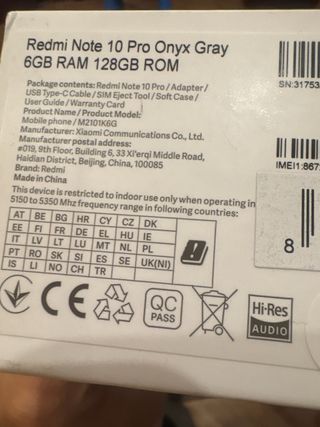 Redmi Note 10 Pro Onyx Gray
6GB RAM 128GB ROM
Package contents: Redmi Note 10 Pro / Adapter /
USB Type-C Cable / SIM Eject Tool / Soft Case /
User Guide / Warranty Card
Product Name / Product Model:
Mobile phone / M2101K6G
Manufacturer: Xiaomi Communications Co., Ltd.
Manufacturer postal address:
#019, 9th Floor, Building 6, 33 Xi'erqi Middle Road,
Haidian District, Beijing, China, 100085
Brand: Redmi
Made in China
This device is restricted to indoor use only when operating in
5150 to 5350 Mhz frequency range in following countries:
AT BE BG HR CY CZ DK
EE FI FR DE EL HU IE
IT LV LT LU MT NL PL
PT RO SK SI ES SE UK(NI)
IS LI NO CH TR
CE
QC
PASS
Hi-Res
AUDIO
SN:31753
IMEI1:867
8